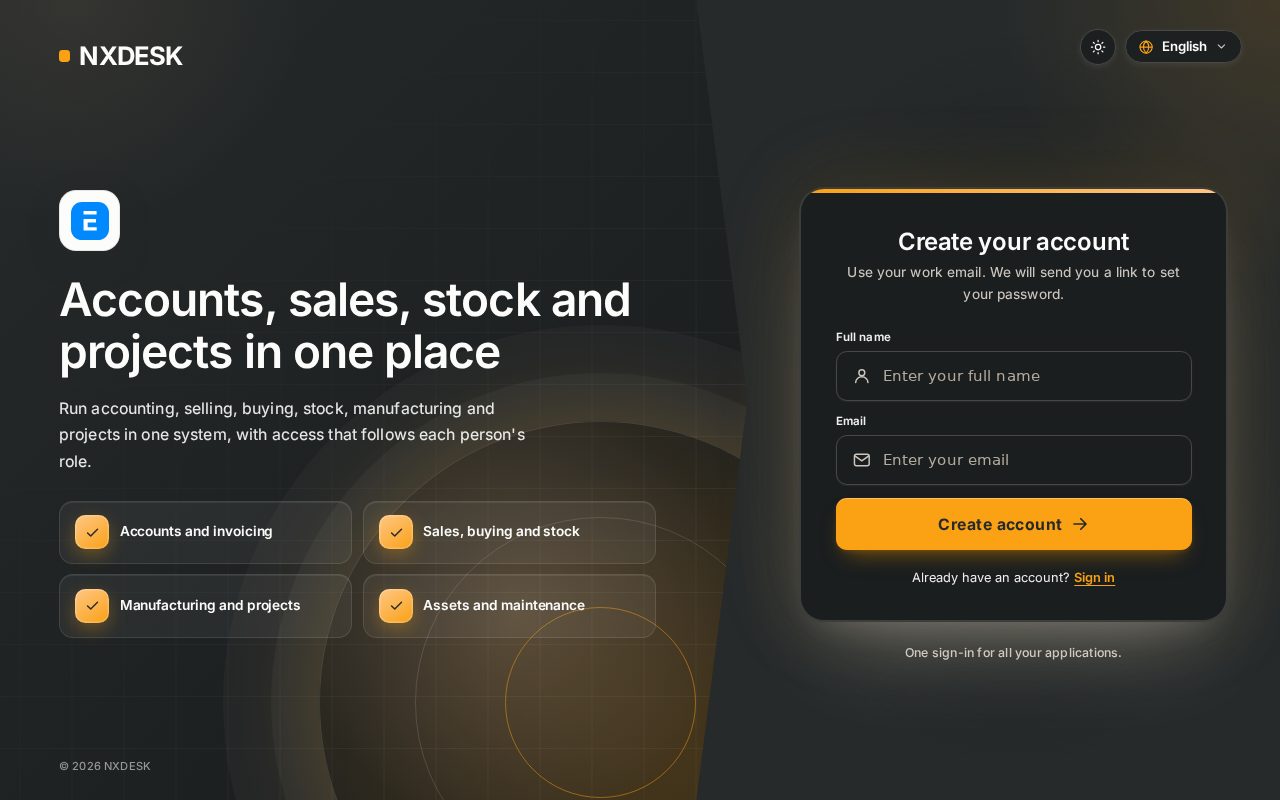 NXDESK
English
Accounts, sales, stock and
projects in one place
Run accounting, selling, buying, stock, manufacturing and
projects in one system, with access that follows each person's
role.
Accounts and invoicing
Sales, buying and stock
Manufacturing and projects
Assets and maintenance
© 2026 NXDESK
Create your account
Use your work email. We will send you a link to set
your password.
Full name
Enter your full name
Email
Enter your email
Create account
Already have an account? Sign in
One sign-in for all your applications.